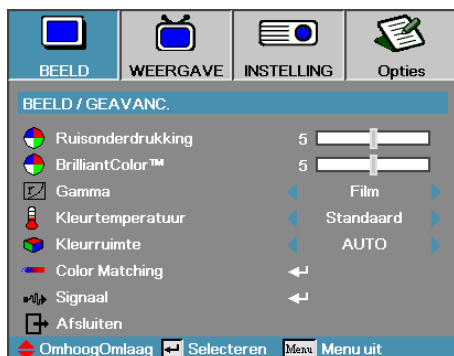 BEELD WEERGAVE INSTELLING Opties
BEELD / GEAVANC.
Ruisonderdrukking 5
BrilliantColor™ 5
Gamma Film
Kleurtemperatuur Standaard
Kleurruimte AUTO
Color Matching
Signaal
Afsluiten
OmhoogOmlaag Selecteren Menu Menu uit